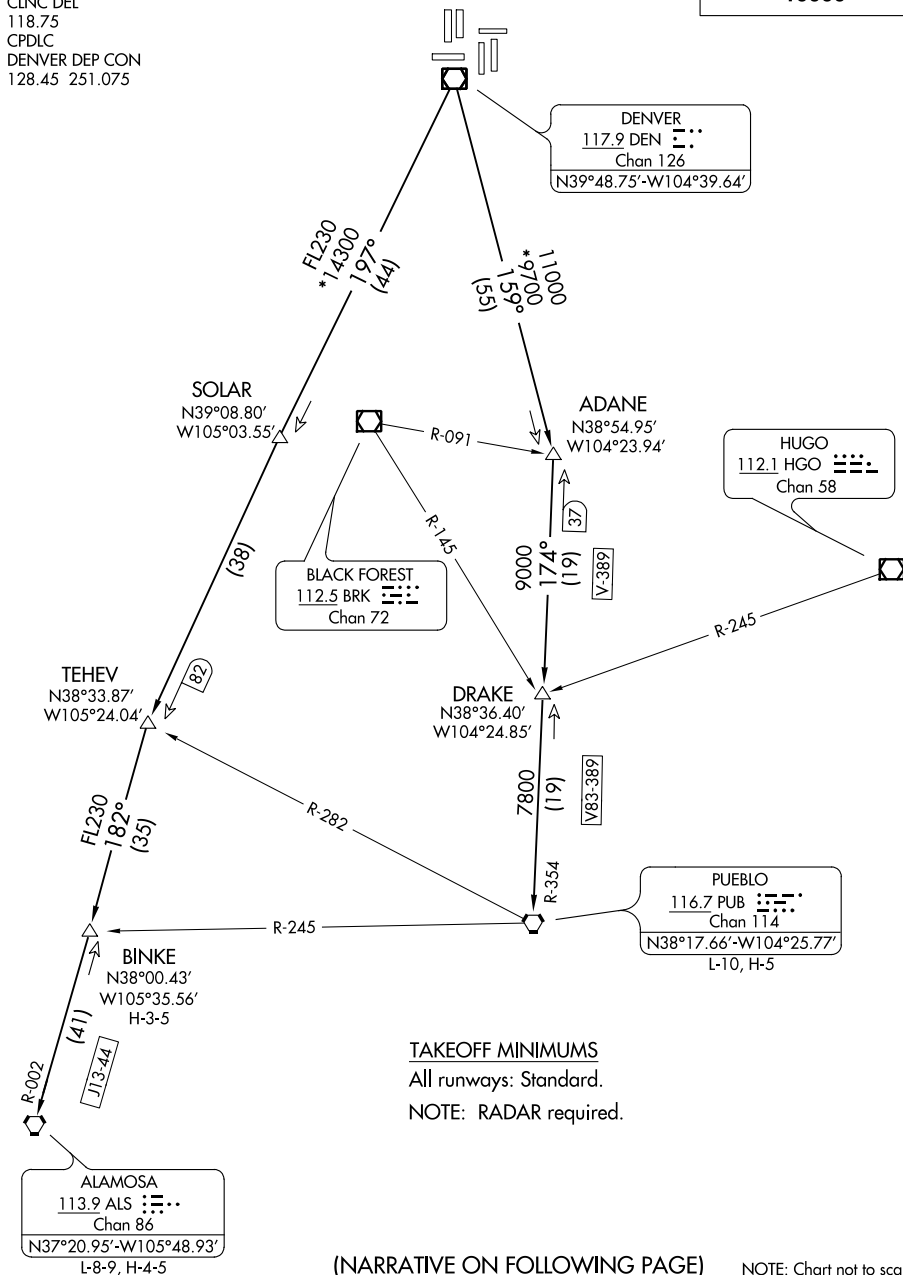 CLNC DEL
118.75
CPDLC
DENVER DEP CON
128.45 251.075
DENVER
117.9 DEN
Chan 126
N39°48.75'-W104°39.64'
FL230
*14300
197°
(44)
11000
*9700
159°
(55)
SOLAR
N39°08.80'
W105°03.55'
ADANE
N38°54.95'
W104°23.94'
R-091
HUGO
112.1 HGO
Chan 58
R-145
37
(38)
BLACK FOREST
112.5 BRK
Chan 72
9000
174°
(19)
V-389
R-245
TEHEV
N38°33.87'
W105°24.04'
82
DRAKE
N38°36.40'
W104°24.85'
FL230
182°
(35)
R-282
7800
(19)
V83-389
R-354
PUEBLO
116.7 PUB
Chan 114
N38°17.66'-W104°25.77'
L-10, H-5
R-245
BINKE
N38°00.43'
W105°35.56'
H-3-5
(41)
J13-44
R-002
TAKEOFF MINIMUMS
All runways: Standard.
NOTE: RADAR required.
ALAMOSA
113.9 ALS
Chan 86
N37°20.95'-W105°48.93'
L-8-9, H-4-5
(NARRATIVE ON FOLLOWING PAGE)
NOTE: Chart not to sca